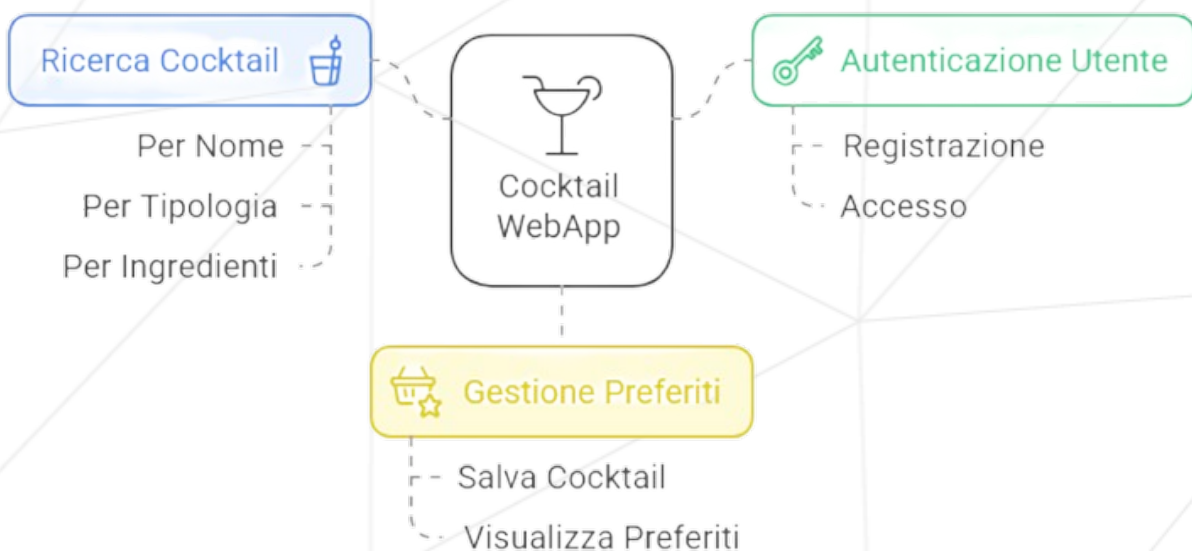 Ricerca Cocktail
Per Nome
Per Tipologia
Per Ingredienti
Cocktail
WebApp
Autenticazione Utente
Registrazione
Accesso
Gestione Preferiti
Salva Cocktail
Visualizza Preferiti